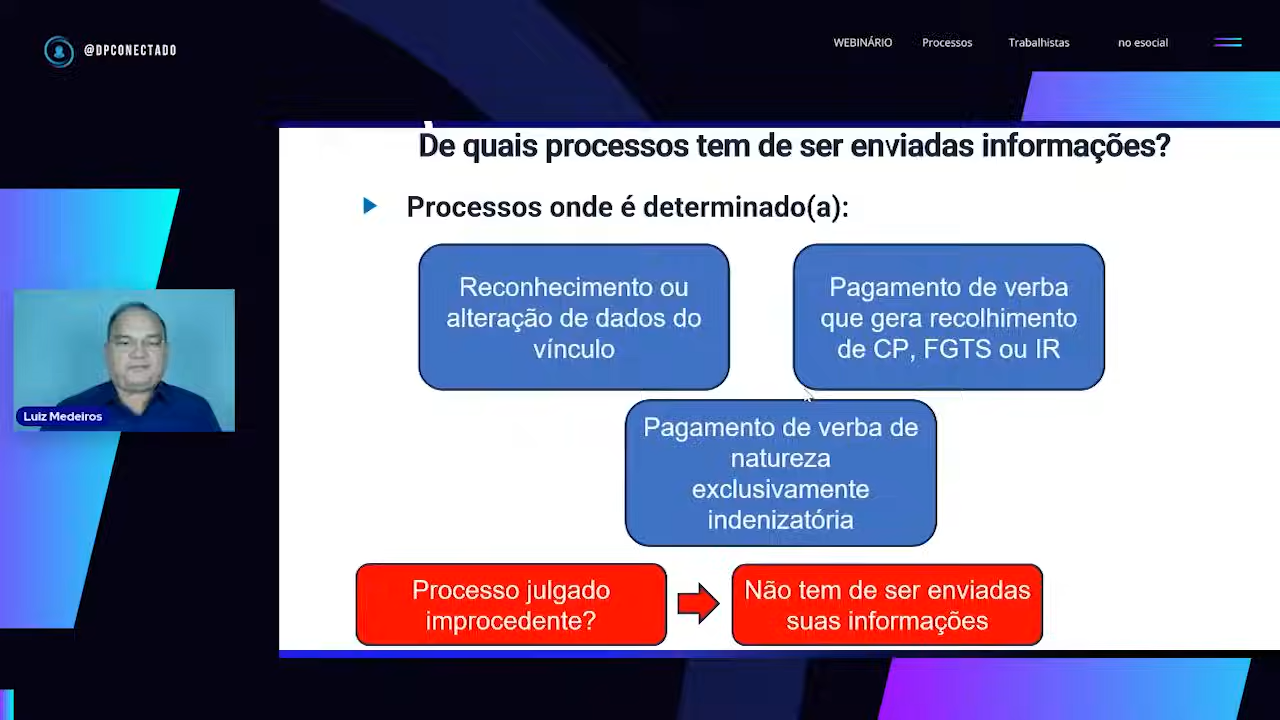 @DPCONECTADO
WEBINÁRIO Processos Trabalhistas no esocial
De quais processos tem de ser enviadas informações?
Processos onde é determinado(a):
Reconhecimento ou
alteração de dados do
vínculo
Pagamento de verba
que gera recolhimento
de CP, FGTS ou IR
Pagamento de verba de
natureza
exclusivamente
indenizatória
Processo julgado
improcedente?
Não tem de ser enviadas
suas informações
Luiz Medeiros